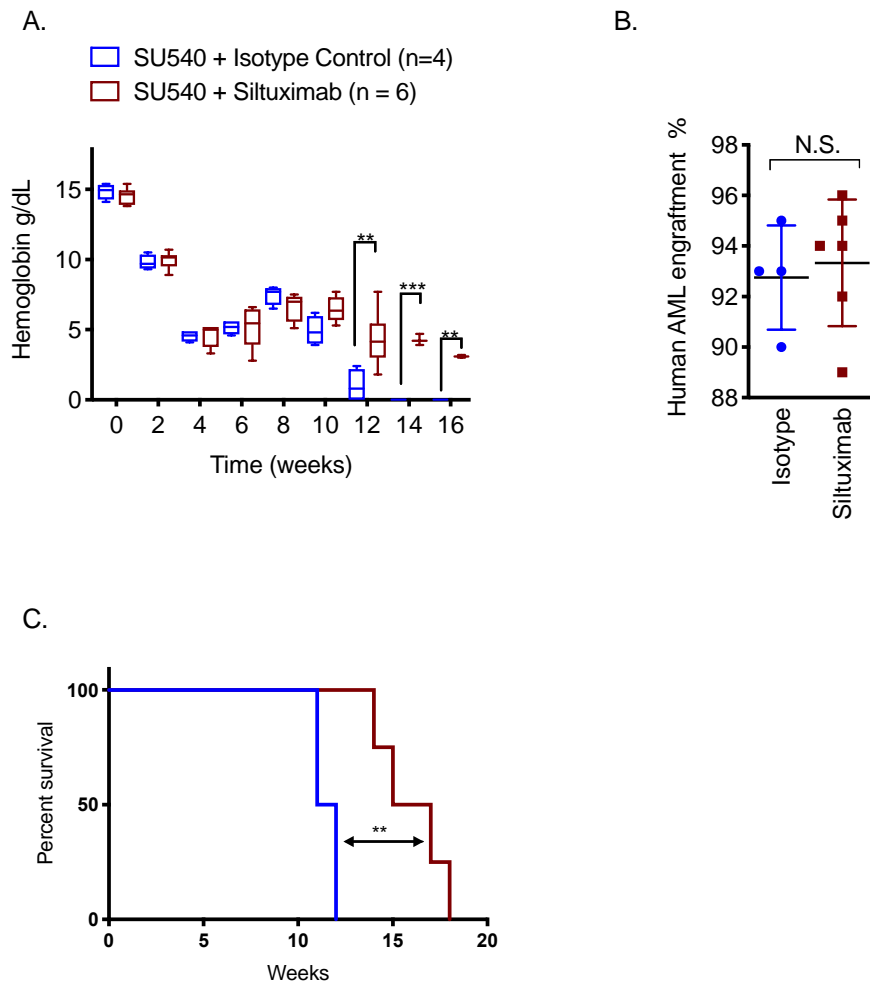 A.
SU540 + Isotype Control (n=4)
SU540 + Siltuximab (n = 6)
Hemoglobin g/dL
15
10
5
0
** *** **
0 2 4 6 8 10 12 14 16
Time (weeks)
B.
N.S.
Human AML engraftment %
98
96
94
92
90
88
Isotype
Siltuximab
C.
Percent survival
100
50
0
**
0 5 10 15 20
Weeks